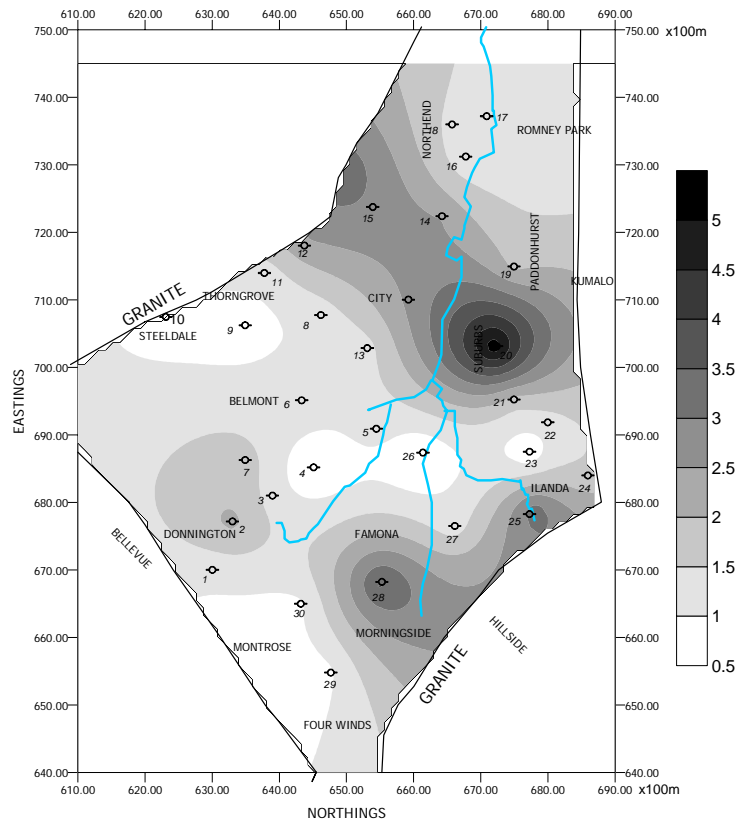 610.00 620.00 630.00 640.00 650.00 660.00 670.00 680.00 690.00
750.00 750.00 x100m
740.00 740.00
730.00 730.00
720.00 720.00
710.00 710.00
700.00 700.00
690.00 690.00
680.00 680.00
670.00 670.00
660.00 660.00
650.00 650.00
640.00 640.00
610.00 620.00 630.00 640.00 650.00 660.00 670.00 680.00 690.00 x100m
EASTINGS
NORTHINGS
NORTHEND
18
17
ROMNEY PARK
16
15
14
PADDONHURST
12
11
19
KUMALO
GRANITE
THORNGROVE
CITY
10
STEELDALE
9
8
13
SUBURBS
20
BELMONT
6
21
5
22
26
23
7
4
3
ILANDA
24
DONNINGTON
2
FAMONA
25
27
BELLEVUE
1
28
30
MORNINGSIDE
HILLSIDE
MONTROSE
GRANITE
29
FOUR WINDS
5
4.5
4
3.5
3
2.5
2
1.5
1
0.5